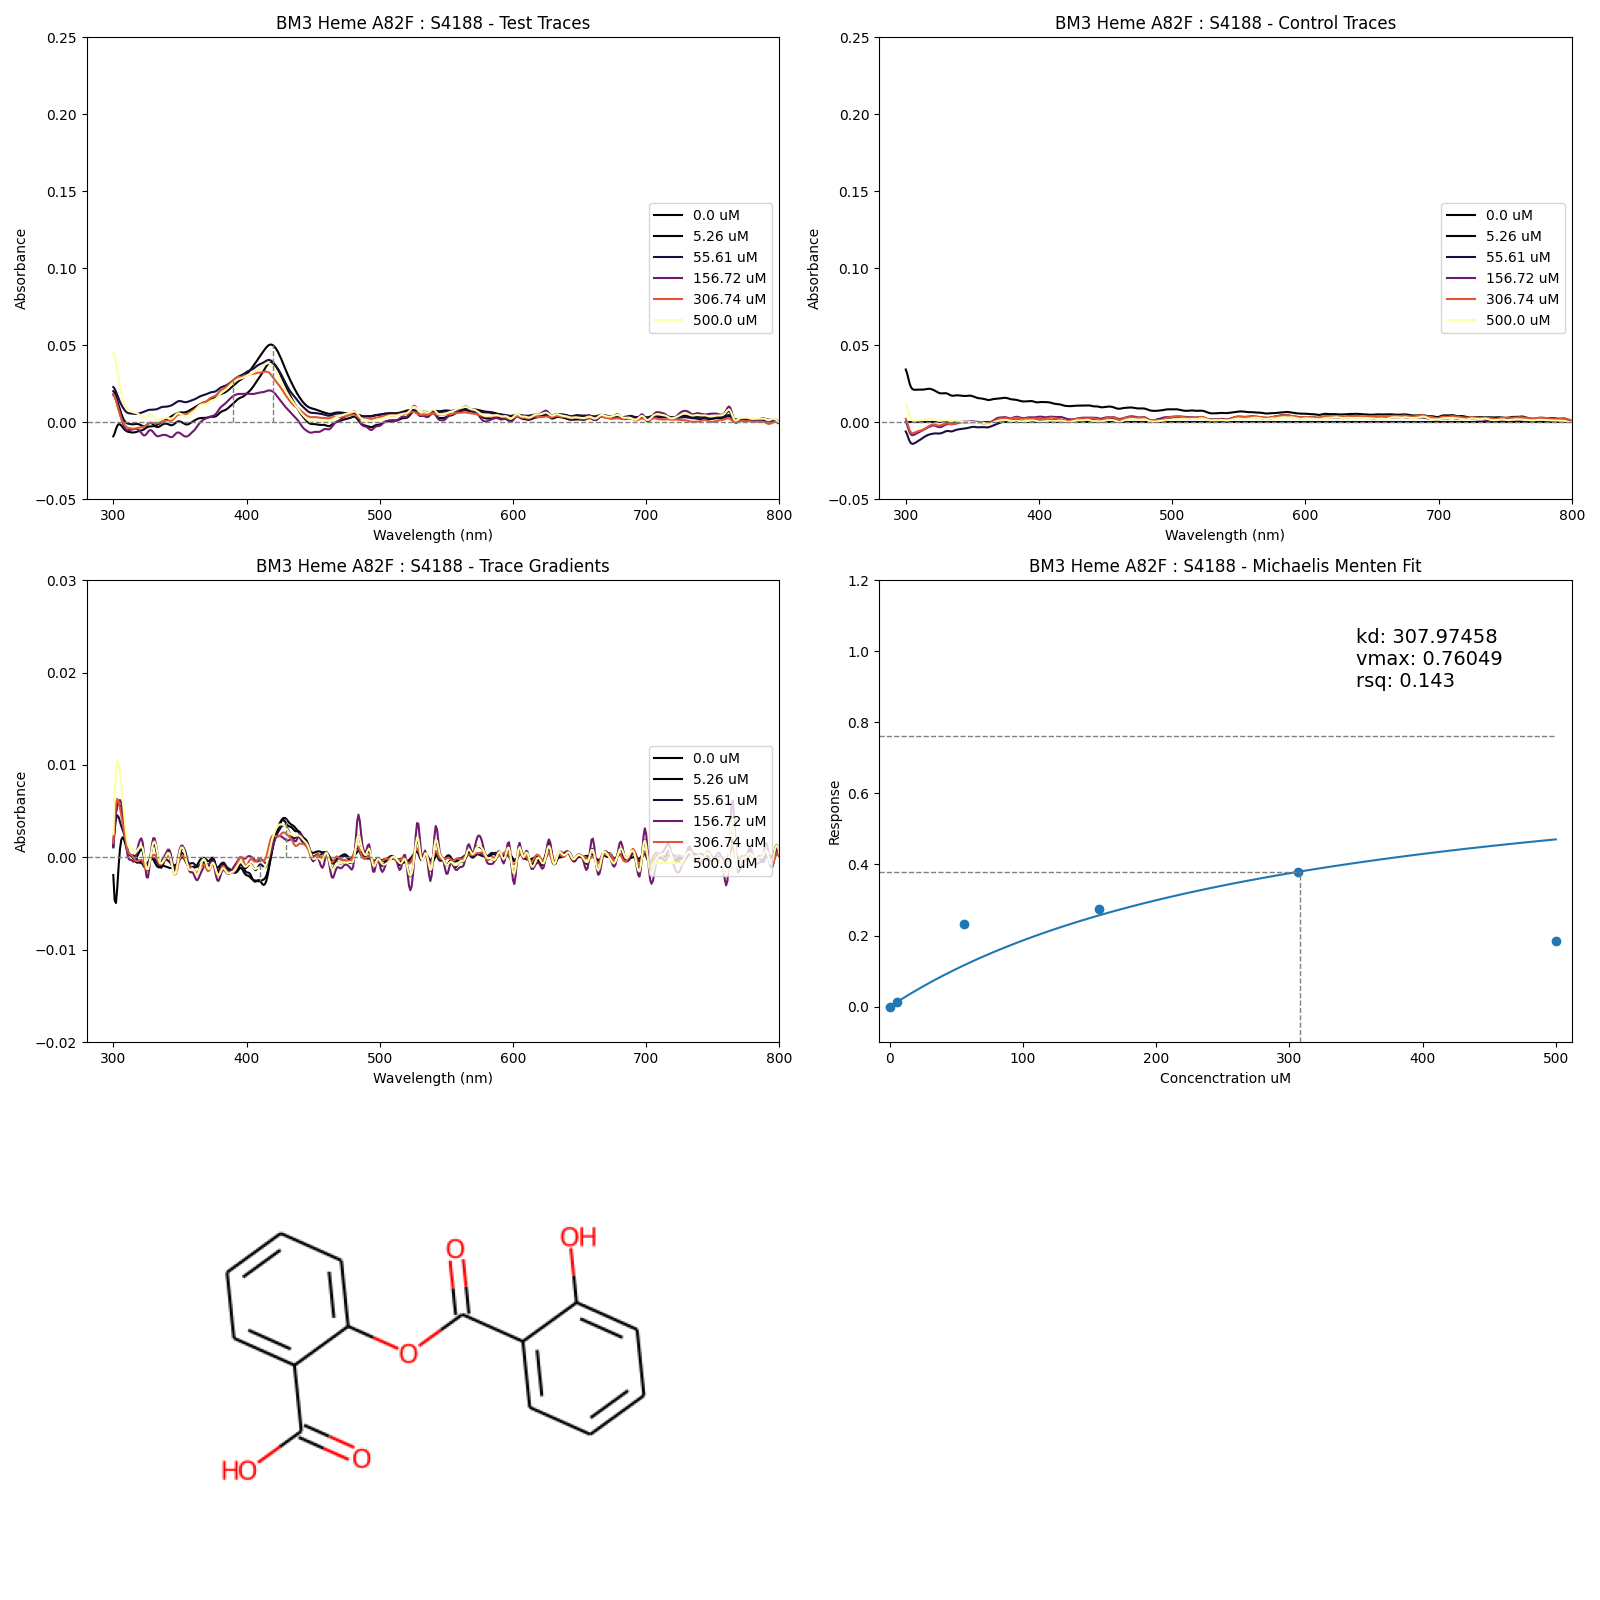 BM3 Heme A82F : S4188 - Test Traces
0.25
0.20
0.15
0.10
0.05
0.00
−0.05
Absorbance
300 400 500 600 700 800
Wavelength (nm)
0.0 uM
5.26 uM
55.61 uM
156.72 uM
306.74 uM
500.0 uM
BM3 Heme A82F : S4188 - Control Traces
0.25
0.20
0.15
0.10
0.05
0.00
−0.05
Absorbance
300 400 500 600 700 800
Wavelength (nm)
0.0 uM
5.26 uM
55.61 uM
156.72 uM
306.74 uM
500.0 uM
BM3 Heme A82F : S4188 - Trace Gradients
0.03
0.02
0.01
0.00
−0.01
−0.02
Absorbance
300 400 500 600 700 800
Wavelength (nm)
0.0 uM
5.26 uM
55.61 uM
156.72 uM
306.74 uM
500.0 uM
BM3 Heme A82F : S4188 - Michaelis Menten Fit
1.2
1.0
0.8
0.6
0.4
0.2
0.0
Response
0 100 200 300 400 500
Concenctration uM
kd: 307.97458
vmax: 0.76049
rsq: 0.143
OH
O
O
HO
O